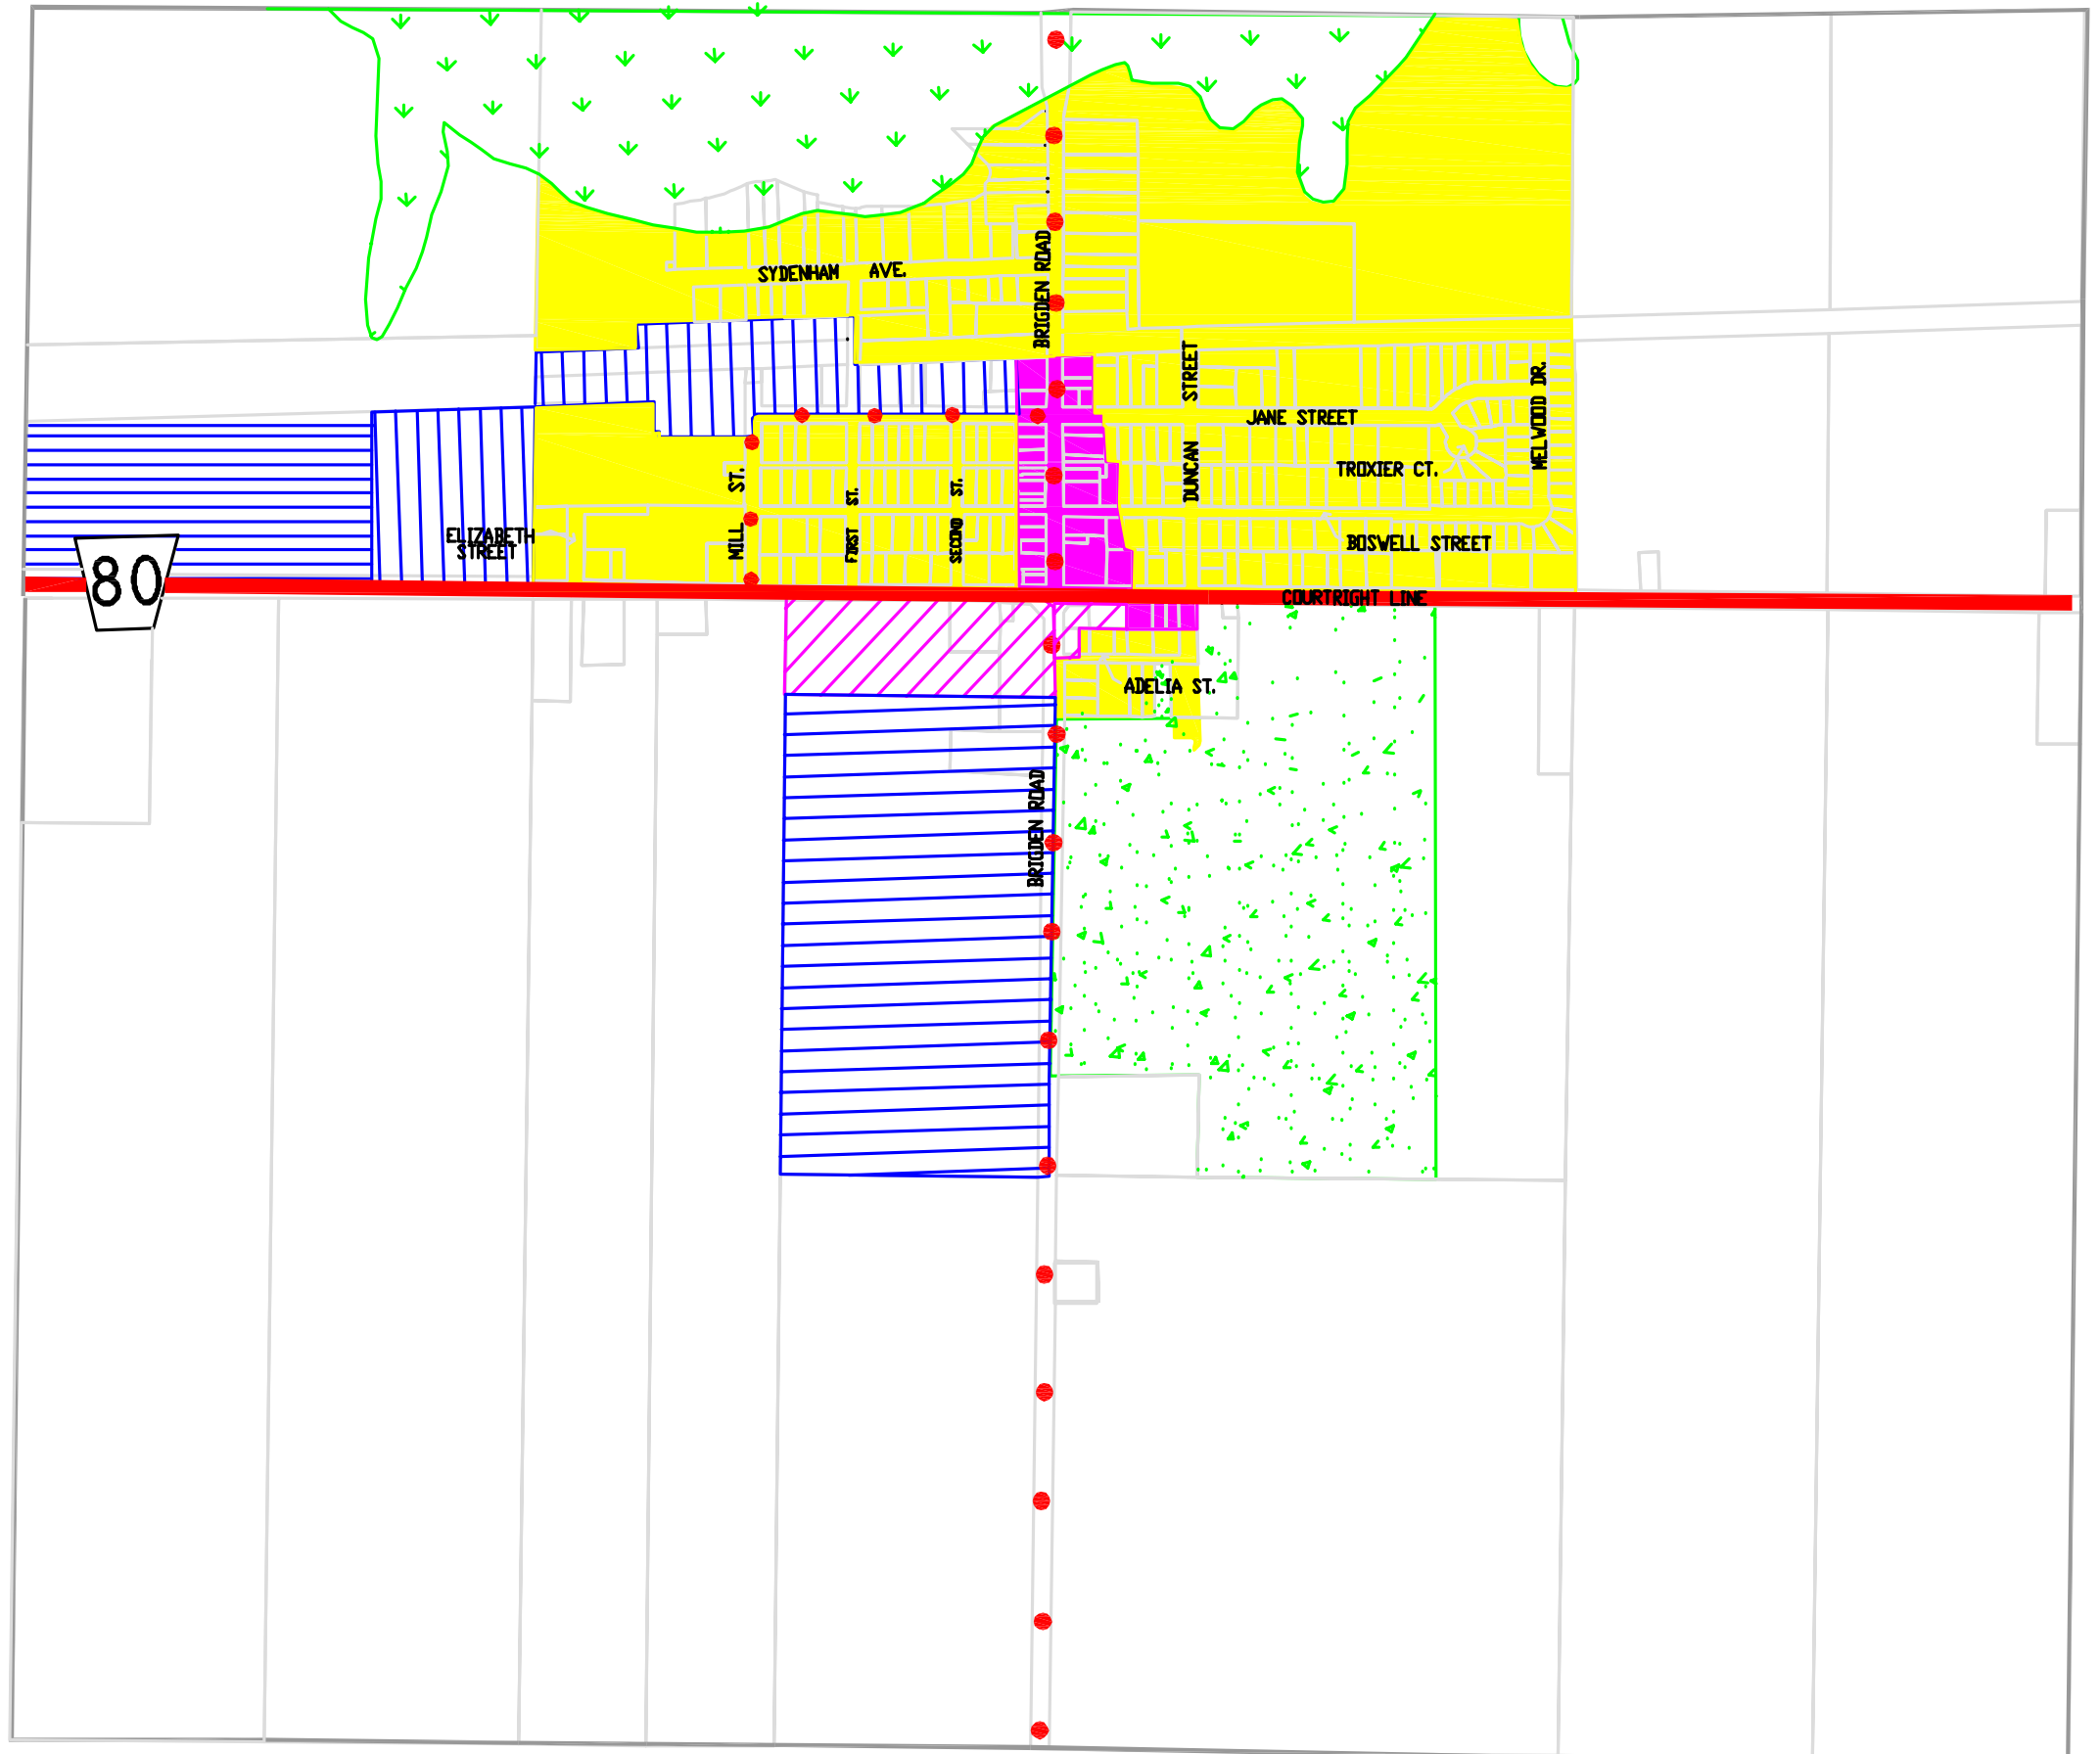 SYDENHAM AVE.
BRIGDEN ROAD
STREET
DUNCAN
JANE STREET
MELWOOD DR.
TROXIER CT.
MILL ST.
FIRST ST.
SECOND ST.
ELIZABETH
STREET
BOSWELL STREET
80
COURTRIGHT LINE
ADELIA ST.
BRIGDEN ROAD